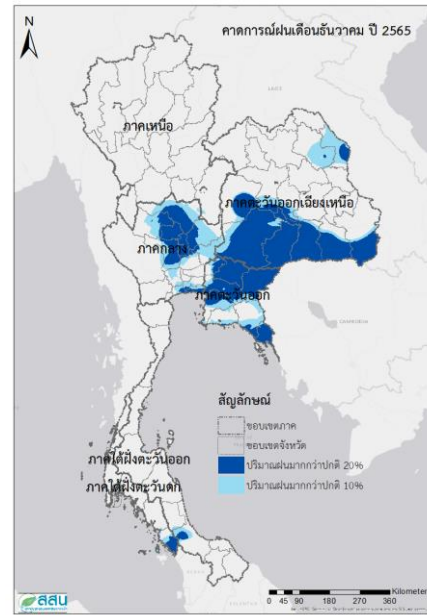 คาดการณ์ฝนเดือนธันวาคม ปี 2565
N
ภาคเหนือ
ภาคตะวันออกเฉียงเหนือ
ภาคกลาง
ภาคตะวันออก
สัญลักษณ์
ขอบเขตภาค
ขอบเขตจังหวัด
ปริมาณฝนมากกว่าปกติ 20%
ปริมาณฝนมากกว่าปกติ 10%
ภาคใต้ฝั่งตะวันออก
ภาคใต้ฝั่งตะวันตก
สสน
Kilometers
0 45 90 180 270 360